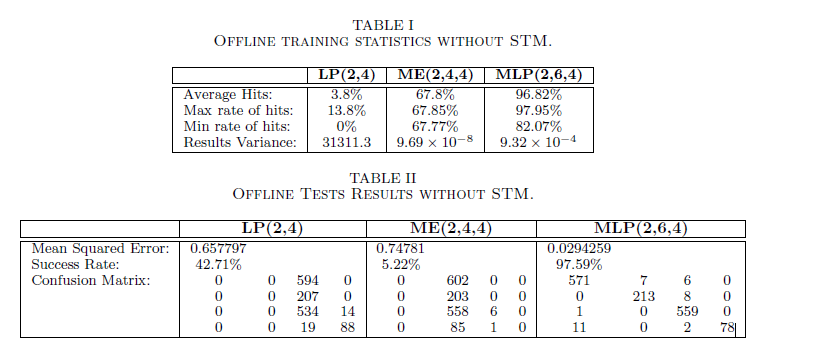 TABLE I
OFFLINE TRAINING STATISTICS WITHOUT STM.
LP(2,4) ME(2,4,4) MLP(2,6,4)
Average Hits: 3.8% 67.8% 96.82%
Max rate of hits: 13.8% 67.85% 97.95%
Min rate of hits: 0% 67.77% 82.07%
Results Variance: 31311.3 9.69 × 10⁻⁸ 9.32 × 10⁻⁴
TABLE II
OFFLINE TESTS RESULTS WITHOUT STM.
LP(2,4) ME(2,4,4) MLP(2,6,4)
Mean Squared Error: 0.657797 0.74781 0.0294259
Success Rate: 42.71% 5.22% 97.59%
Confusion Matrix: 0 0 594 0 0 602 0 0 571 7 6 0
0 0 207 0 0 203 0 0 0 213 8 0
0 0 534 14 0 558 6 0 1 0 559 0
0 0 19 88 0 85 1 0 11 0 2 78